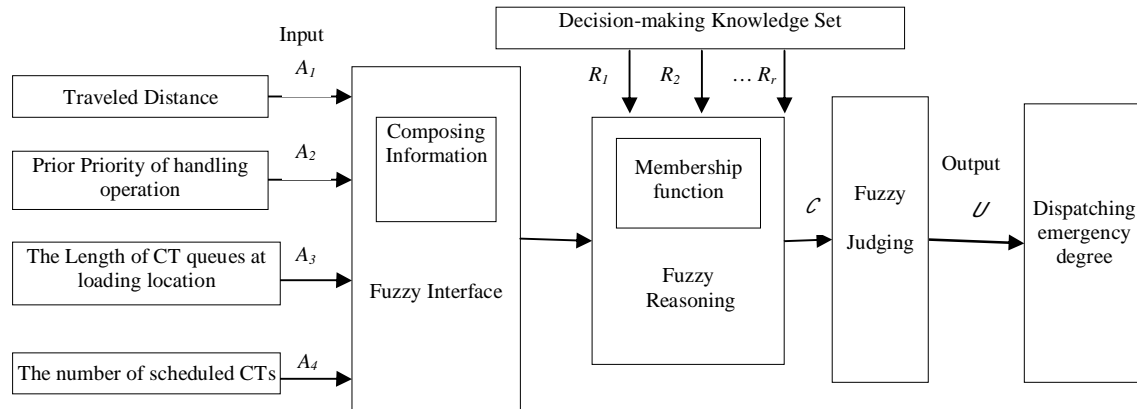 Decision-making Knowledge Set
Input
A1
Traveled Distance
A2
Prior Priority of handling
operation
A3
The Length of CT queues at
loading location
A4
The number of scheduled CTs
Composing
Information
Fuzzy Interface
R1 R2 … Rr
Membership
function
Fuzzy
Reasoning
C
Fuzzy
Judging
Output
U
Dispatching
emergency
degree